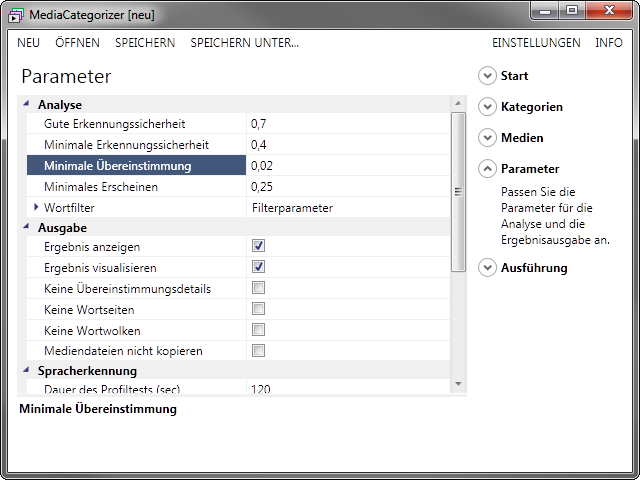 MediaCategorizer [neu]
NEU ÖFFNEN SPEICHERN SPEICHERN UNTER... EINSTELLUNGEN INFO
Parameter
Analyse
Gute Erkennungssicherheit 0,7
Minimale Erkennungssicherheit 0,4
Minimale Übereinstimmung 0,02
Minimales Erscheinen 0,25
Wortfilter Filterparameter
Ausgabe
Ergebnis anzeigen
Ergebnis visualisieren
Keine Übereinstimmungsdetails
Keine Wortseiten
Keine Wortwolken
Mediendateien nicht kopieren
Spracherkennung
Dauer des Profiltests (sec) 120
Minimale Übereinstimmung
Start
Kategorien
Medien
Parameter
Passen Sie die
Parameter für die
Analyse und die
Ergebnisausgabe an.
Ausführung